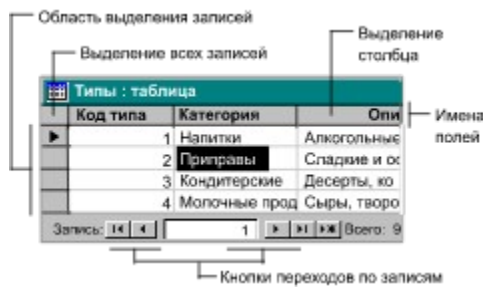 Область выделения записей
Выделение всех записей
Выделение
столбца
Типы : таблица
Код типа Категория Опи
Имена
полей
1 Напитки Алкогольные
2 Приправы Сладкие и ос
3 Кондитерские Десерты, ко
4 Молочные прод Сыры, творо
Запись: 1 Всего: 9
Кнопки переходов по записям